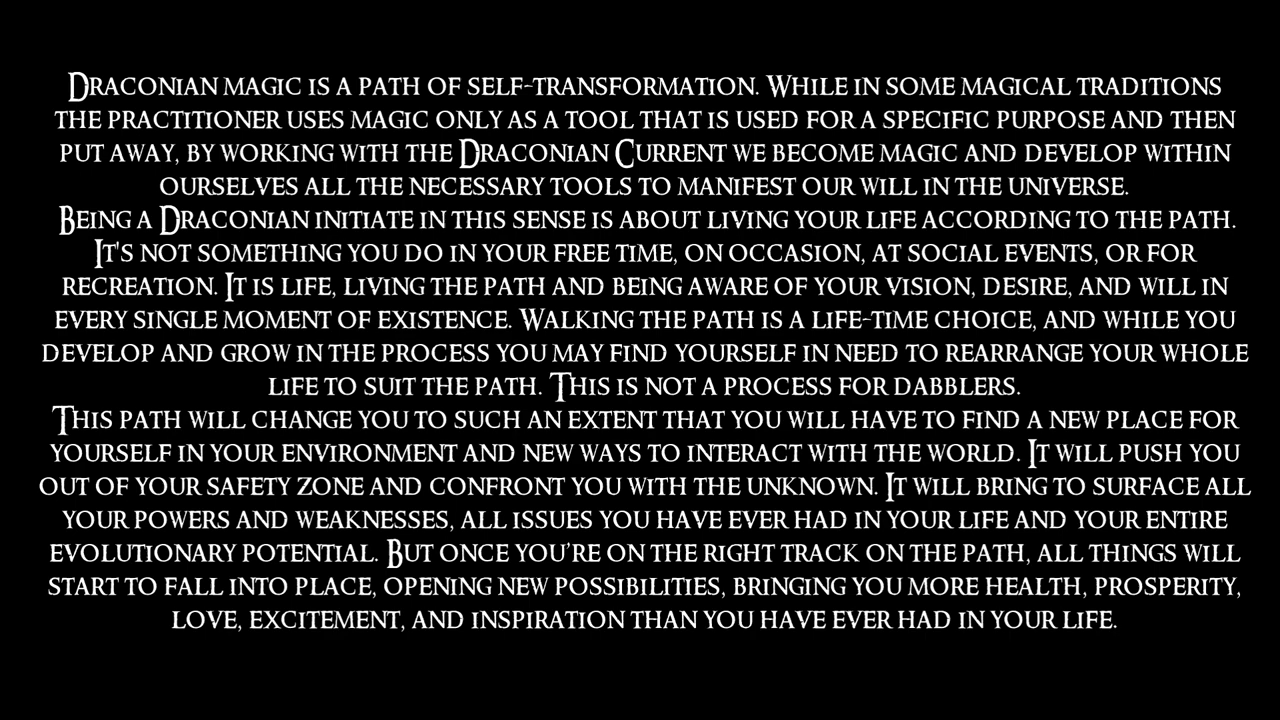 Draconian magic is a path of self-transformation. While in some magical traditions
the practitioner uses magic only as a tool that is used for a specific purpose and then
put away, by working with the Draconian Current we become magic and develop within
ourselves all the necessary tools to manifest our will in the universe.
Being a Draconian initiate in this sense is about living your life according to the path.
It's not something you do in your free time, on occasion, at social events, or for
recreation. It is life, living the path and being aware of your vision, desire, and will in
every single moment of existence. Walking the path is a life-time choice, and while you
develop and grow in the process you may find yourself in need to rearrange your whole
life to suit the path. This is not a process for dabblers.
This path will change you to such an extent that you will have to find a new place for
yourself in your environment and new ways to interact with the world. It will push you
out of your safety zone and confront you with the unknown. It will bring to surface all
your powers and weaknesses, all issues you have ever had in your life and your entire
evolutionary potential. But once you’re on the right track on the path, all things will
start to fall into place, opening new possibilities, bringing you more health, prosperity,
love, excitement, and inspiration than you have ever had in your life.